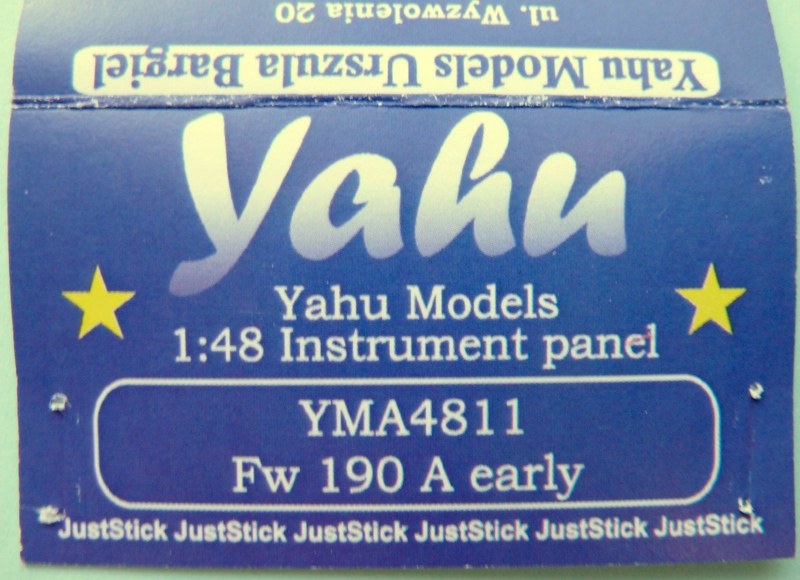 ul. Wyzwolenia 20
Yahu Models Urszula Bargiel
Yahu
Yahu Models
1:48 Instrument panel
YMA4811
Fw 190 A early
JustStick JustStick JustStick JustStick JustStick JustStick